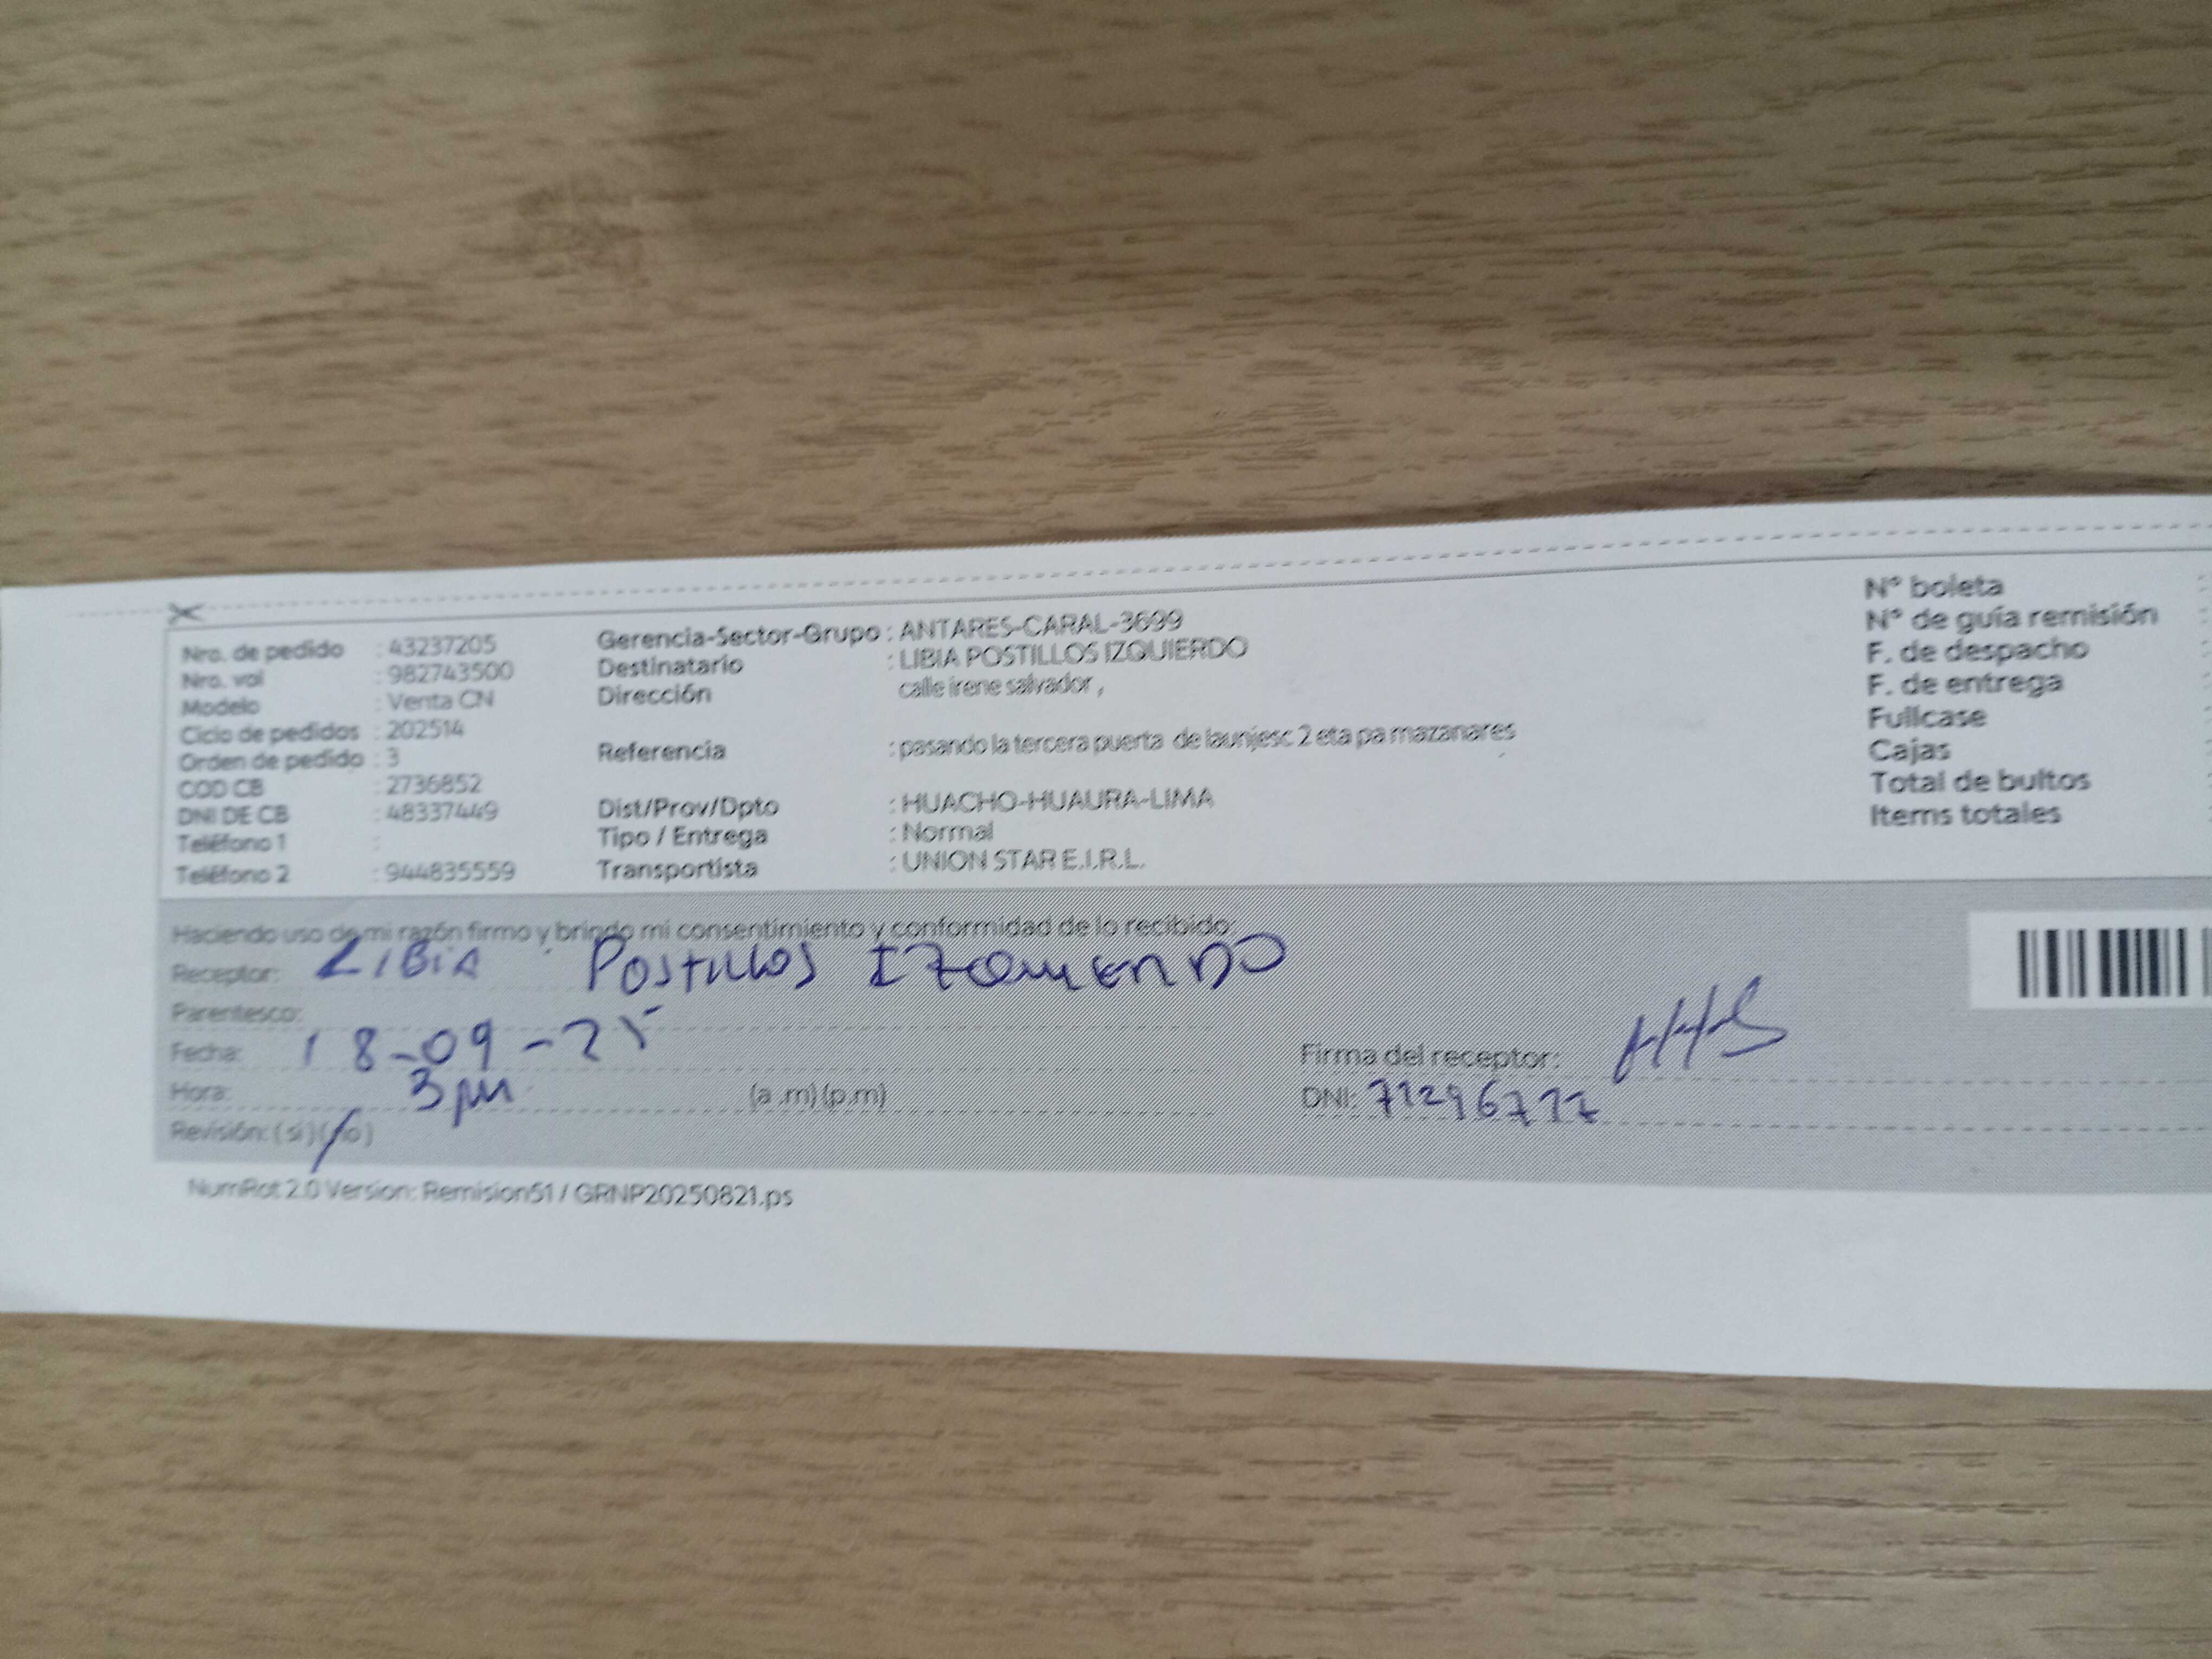 Nro. de pedido : 43237205
Nro. val : 982743500
Modelo : Venta CN
Ciclo de pedidos : 202514
Orden de pedido : 3
COD CB : 2736852
DNI DE CB : 48337449
Teléfono 1 :
Teléfono 2 : 944835559
Gerencia-Sector-Grupo : ANTARES-CARAL-3699
Destinatario : LIBIA POSTILLOS IZQUIERDO
Dirección calle irene salvador ,
Referencia : pasando la tercera puerta de launjesc 2 eta pa mazanares
Dist/Prov/Dpto : HUACHO-HUAURA-LIMA
Tipo / Entrega : Normal
Transportista : UNION STAR E.I.R.L.
N° boleta
N° de guía remisión
F. de despacho
F. de entrega
Fullcase
Cajas
Total de bultos
Items totales
Haciendo uso de mi razón firmo y brindo mi consentimiento y conformidad de lo recibido:
Receptor: LIBIA POSTILLOS
Parentesco:
Fecha: 18-09-25
Hora: 3 pm (a .m) (p.m)
Revisión: ( si ) ( no )
Firma del receptor:
DNI: 71296717
NumRot 2.0 Version: Remision51 / GRNP20250821.ps